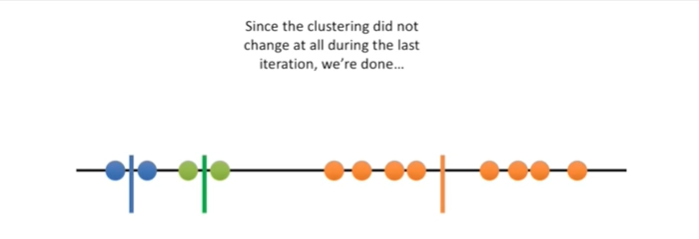 Since the clustering did not
change at all during the last
iteration, we're done...